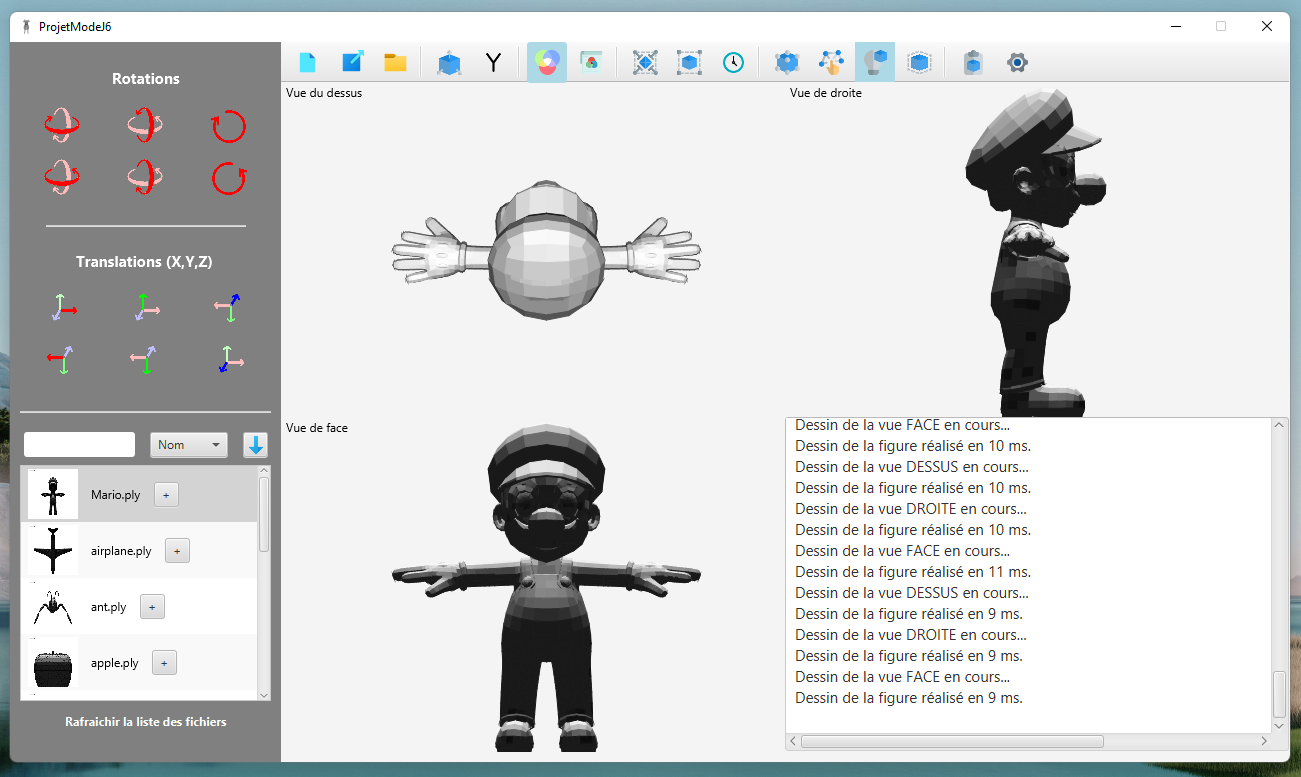 ProjetModeJ6
Rotations
Translations (X,Y,Z)
Nom
Mario.ply +
airplane.ply +
ant.ply +
apple.ply +
Rafraichir la liste des fichiers
Y
Vue du dessus
Vue de droite
Vue de face
Dessin de la vue FACE en cours...
Dessin de la figure réalisé en 10 ms.
Dessin de la vue DESSUS en cours...
Dessin de la figure réalisé en 10 ms.
Dessin de la vue DROITE en cours...
Dessin de la figure réalisé en 10 ms.
Dessin de la vue FACE en cours...
Dessin de la figure réalisé en 11 ms.
Dessin de la vue DESSUS en cours...
Dessin de la figure réalisé en 9 ms.
Dessin de la vue DROITE en cours...
Dessin de la figure réalisé en 9 ms.
Dessin de la vue FACE en cours...
Dessin de la figure réalisé en 9 ms.